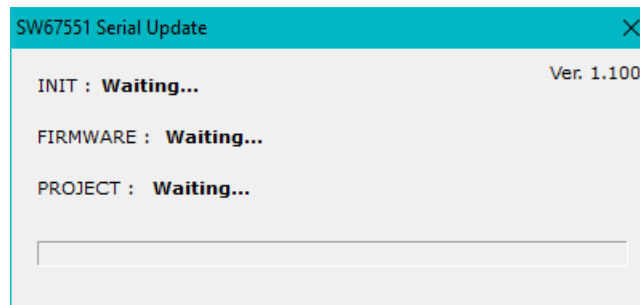 SW67551 Serial Update
Ver. 1.100
INIT : Waiting...
FIRMWARE : Waiting...
PROJECT : Waiting...